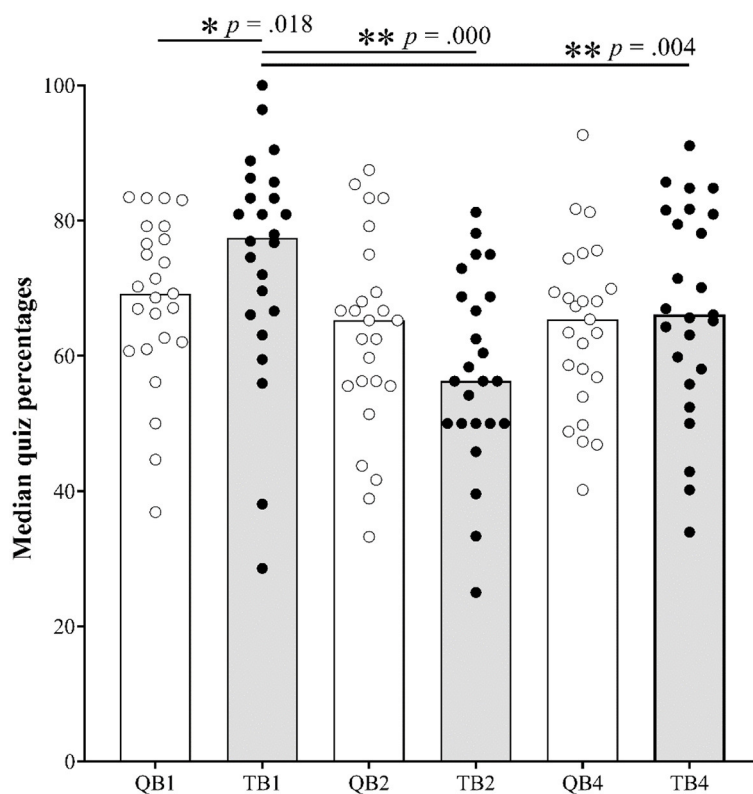 * p = .018
** p = .000
** p = .004
Median quiz percentages
100
80
60
40
20
0
QB1 TB1 QB2 TB2 QB4 TB4